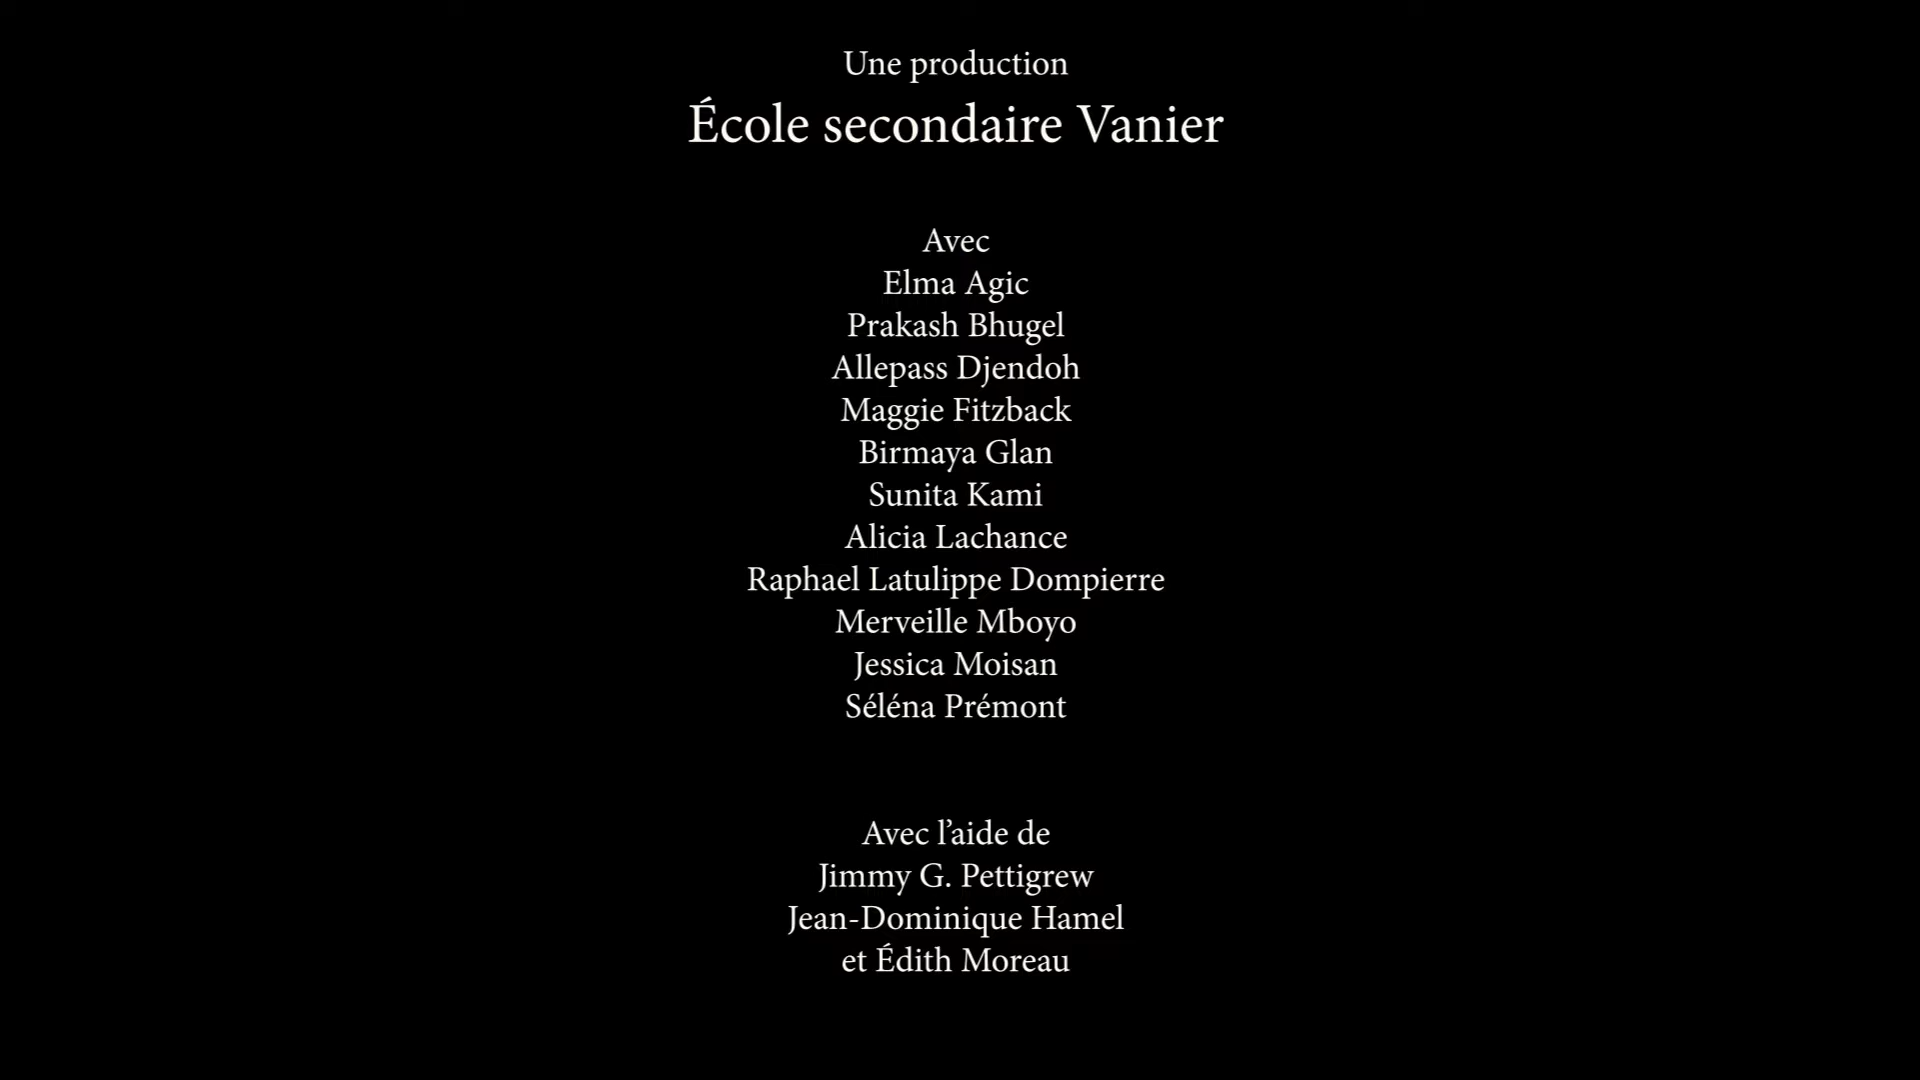 Une production
École secondaire Vanier
Avec
Elma Agic
Prakash Bhugel
Allepass Djendoh
Maggie Fitzback
Birmaya Glan
Sunita Kami
Alicia Lachance
Raphael Latulippe Dompierre
Merveille Mboyo
Jessica Moisan
Séléna Prémont
Avec l’aide de
Jimmy G. Pettigrew
Jean-Dominique Hamel
et Édith Moreau